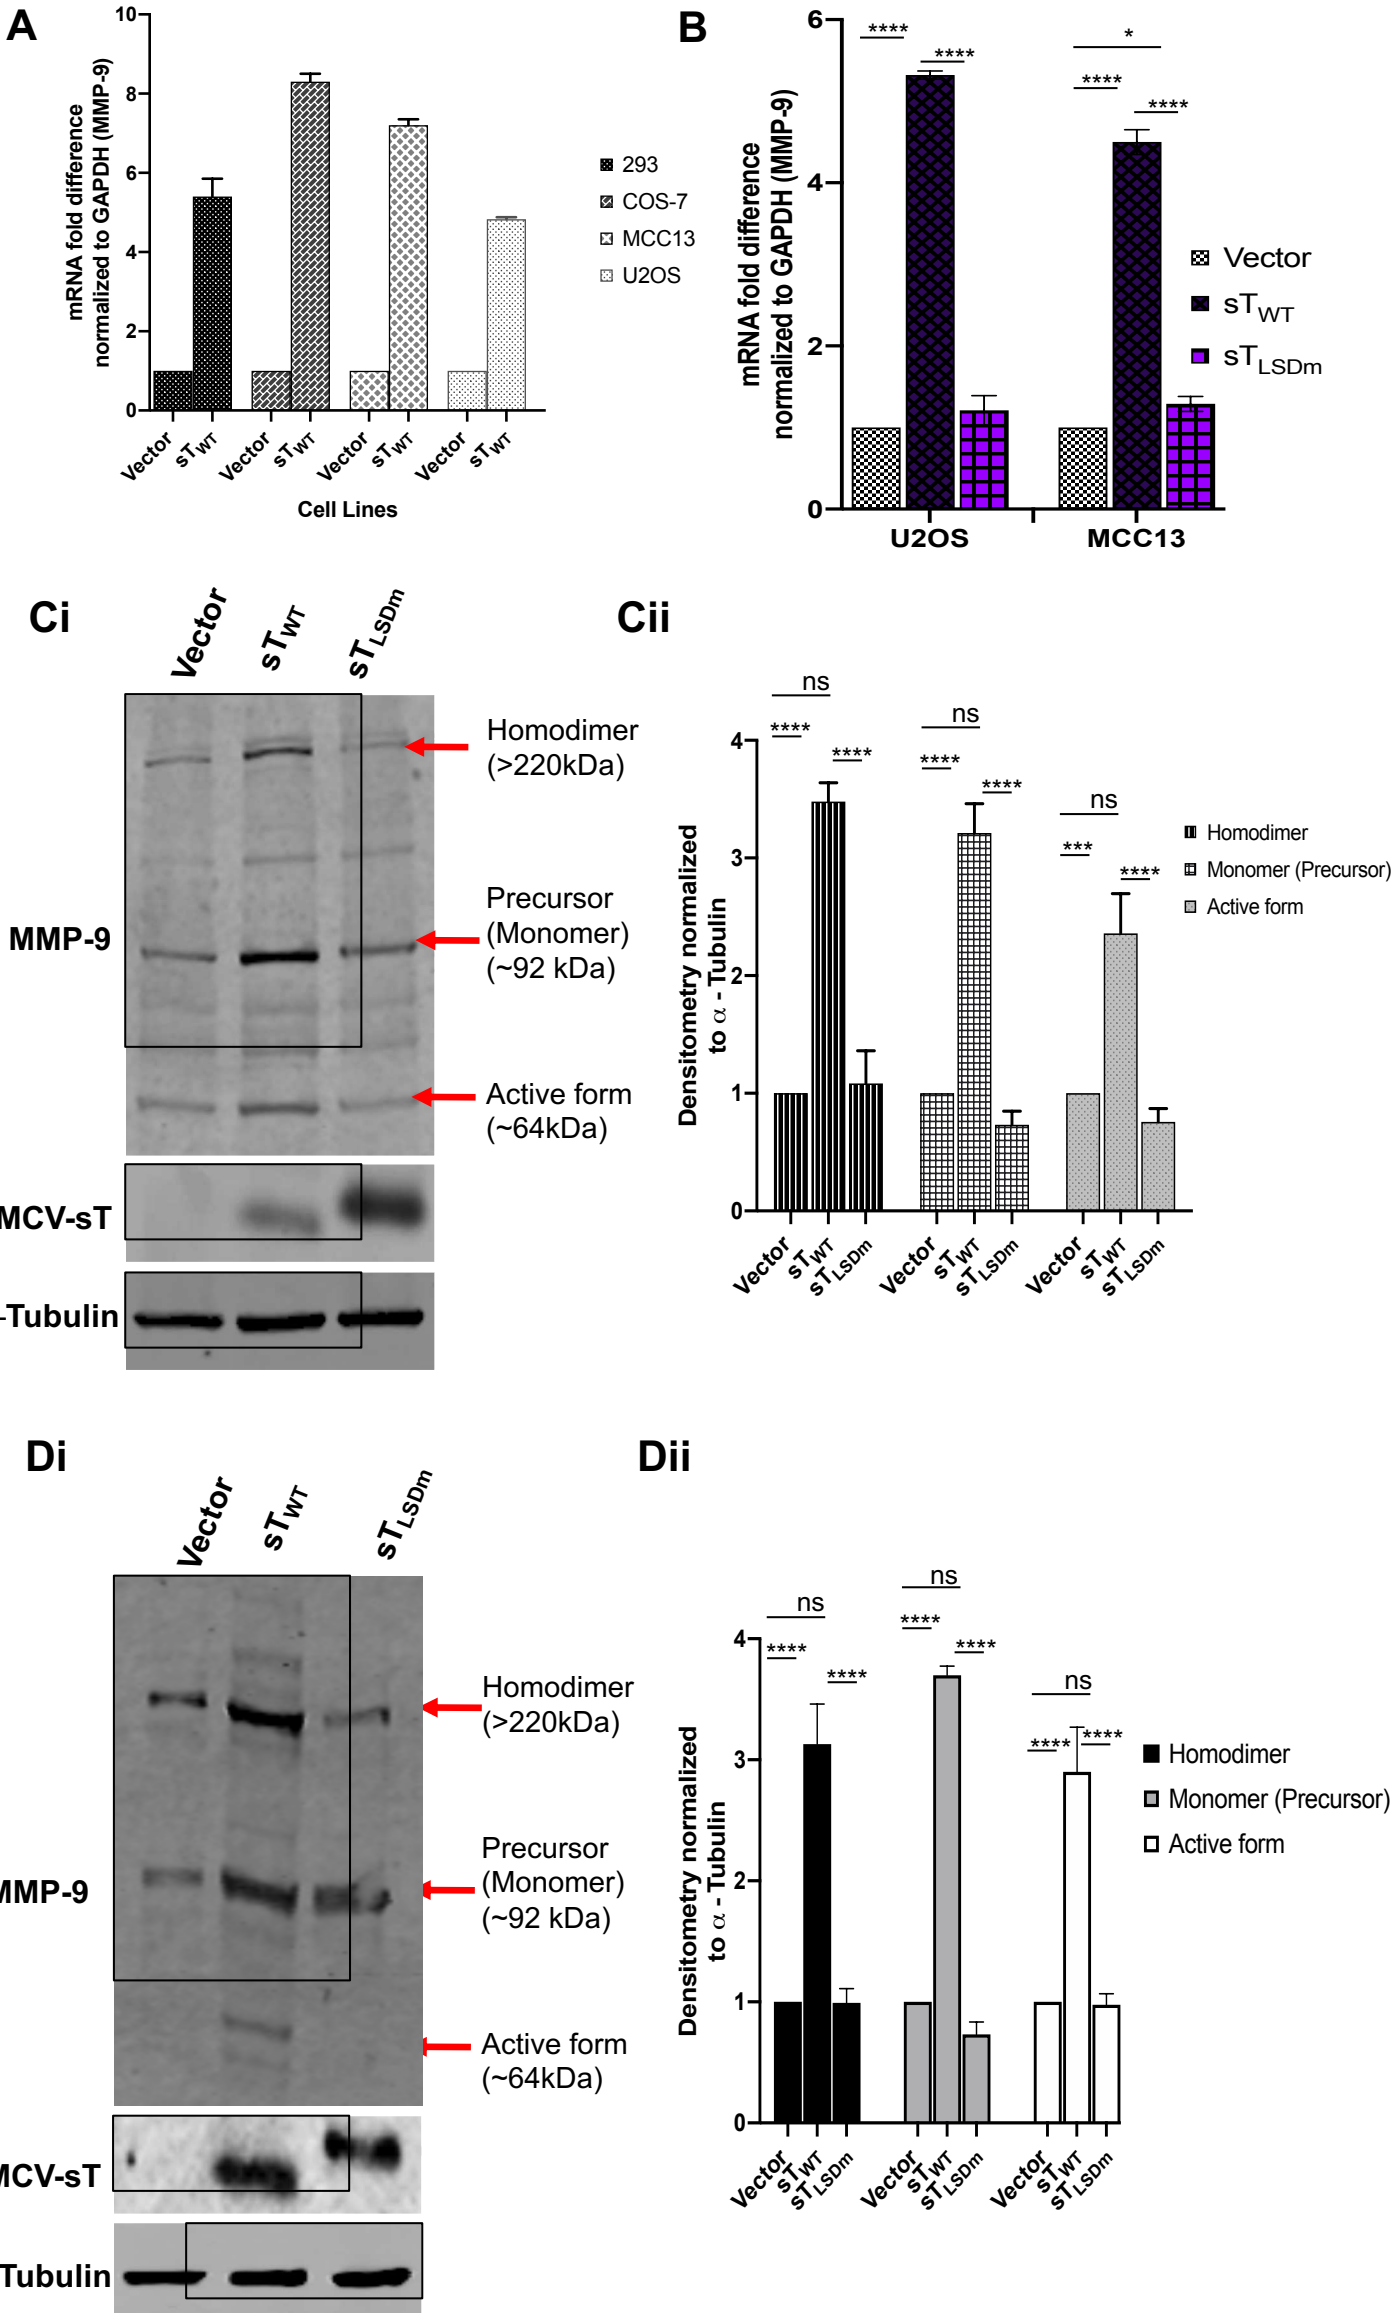 A
mRNA fold difference
normalized to GAPDH (MMP-9)
10
8
6
4
2
0
Vector
sTWT
Vector
sTWT
Vector
sTWT
Vector
sTWT
Cell Lines
293
COS-7
MCC13
U2OS
B
mRNA fold difference
normalized to GAPDH (MMP-9)
6
4
2
0
****
****
*
****
****
U2OS
MCC13
Vector
sTWT
sTLSDm
Ci
Vector
sTWT
sTLSDm
Homodimer
(>220kDa)
MMP-9
Precursor
(Monomer)
(~92 kDa)
Active form
(~64kDa)
MCV-sT
-Tubulin
Cii
Densitometry normalized
to α - Tubulin
4
3
2
1
0
ns
****
****
ns
****
****
ns
***
****
Vector
sTWT
sTLSDm
Vector
sTWT
sTLSDm
Vector
sTWT
sTLSDm
Homodimer
Monomer (Precursor)
Active form
Di
Vector
sTWT
sTLSDm
Homodimer
(>220kDa)
MMP-9
Precursor
(Monomer)
(~92 kDa)
Active form
(~64kDa)
MCV-sT
Tubulin
Dii
Densitometry normalized
to α - Tubulin
4
3
2
1
0
ns
****
****
ns
****
****
ns
****
****
Vector
sTWT
sTLSDm
Vector
sTWT
sTLSDm
Vector
sTWT
sTLSDm
Homodimer
Monomer (Precursor)
Active form